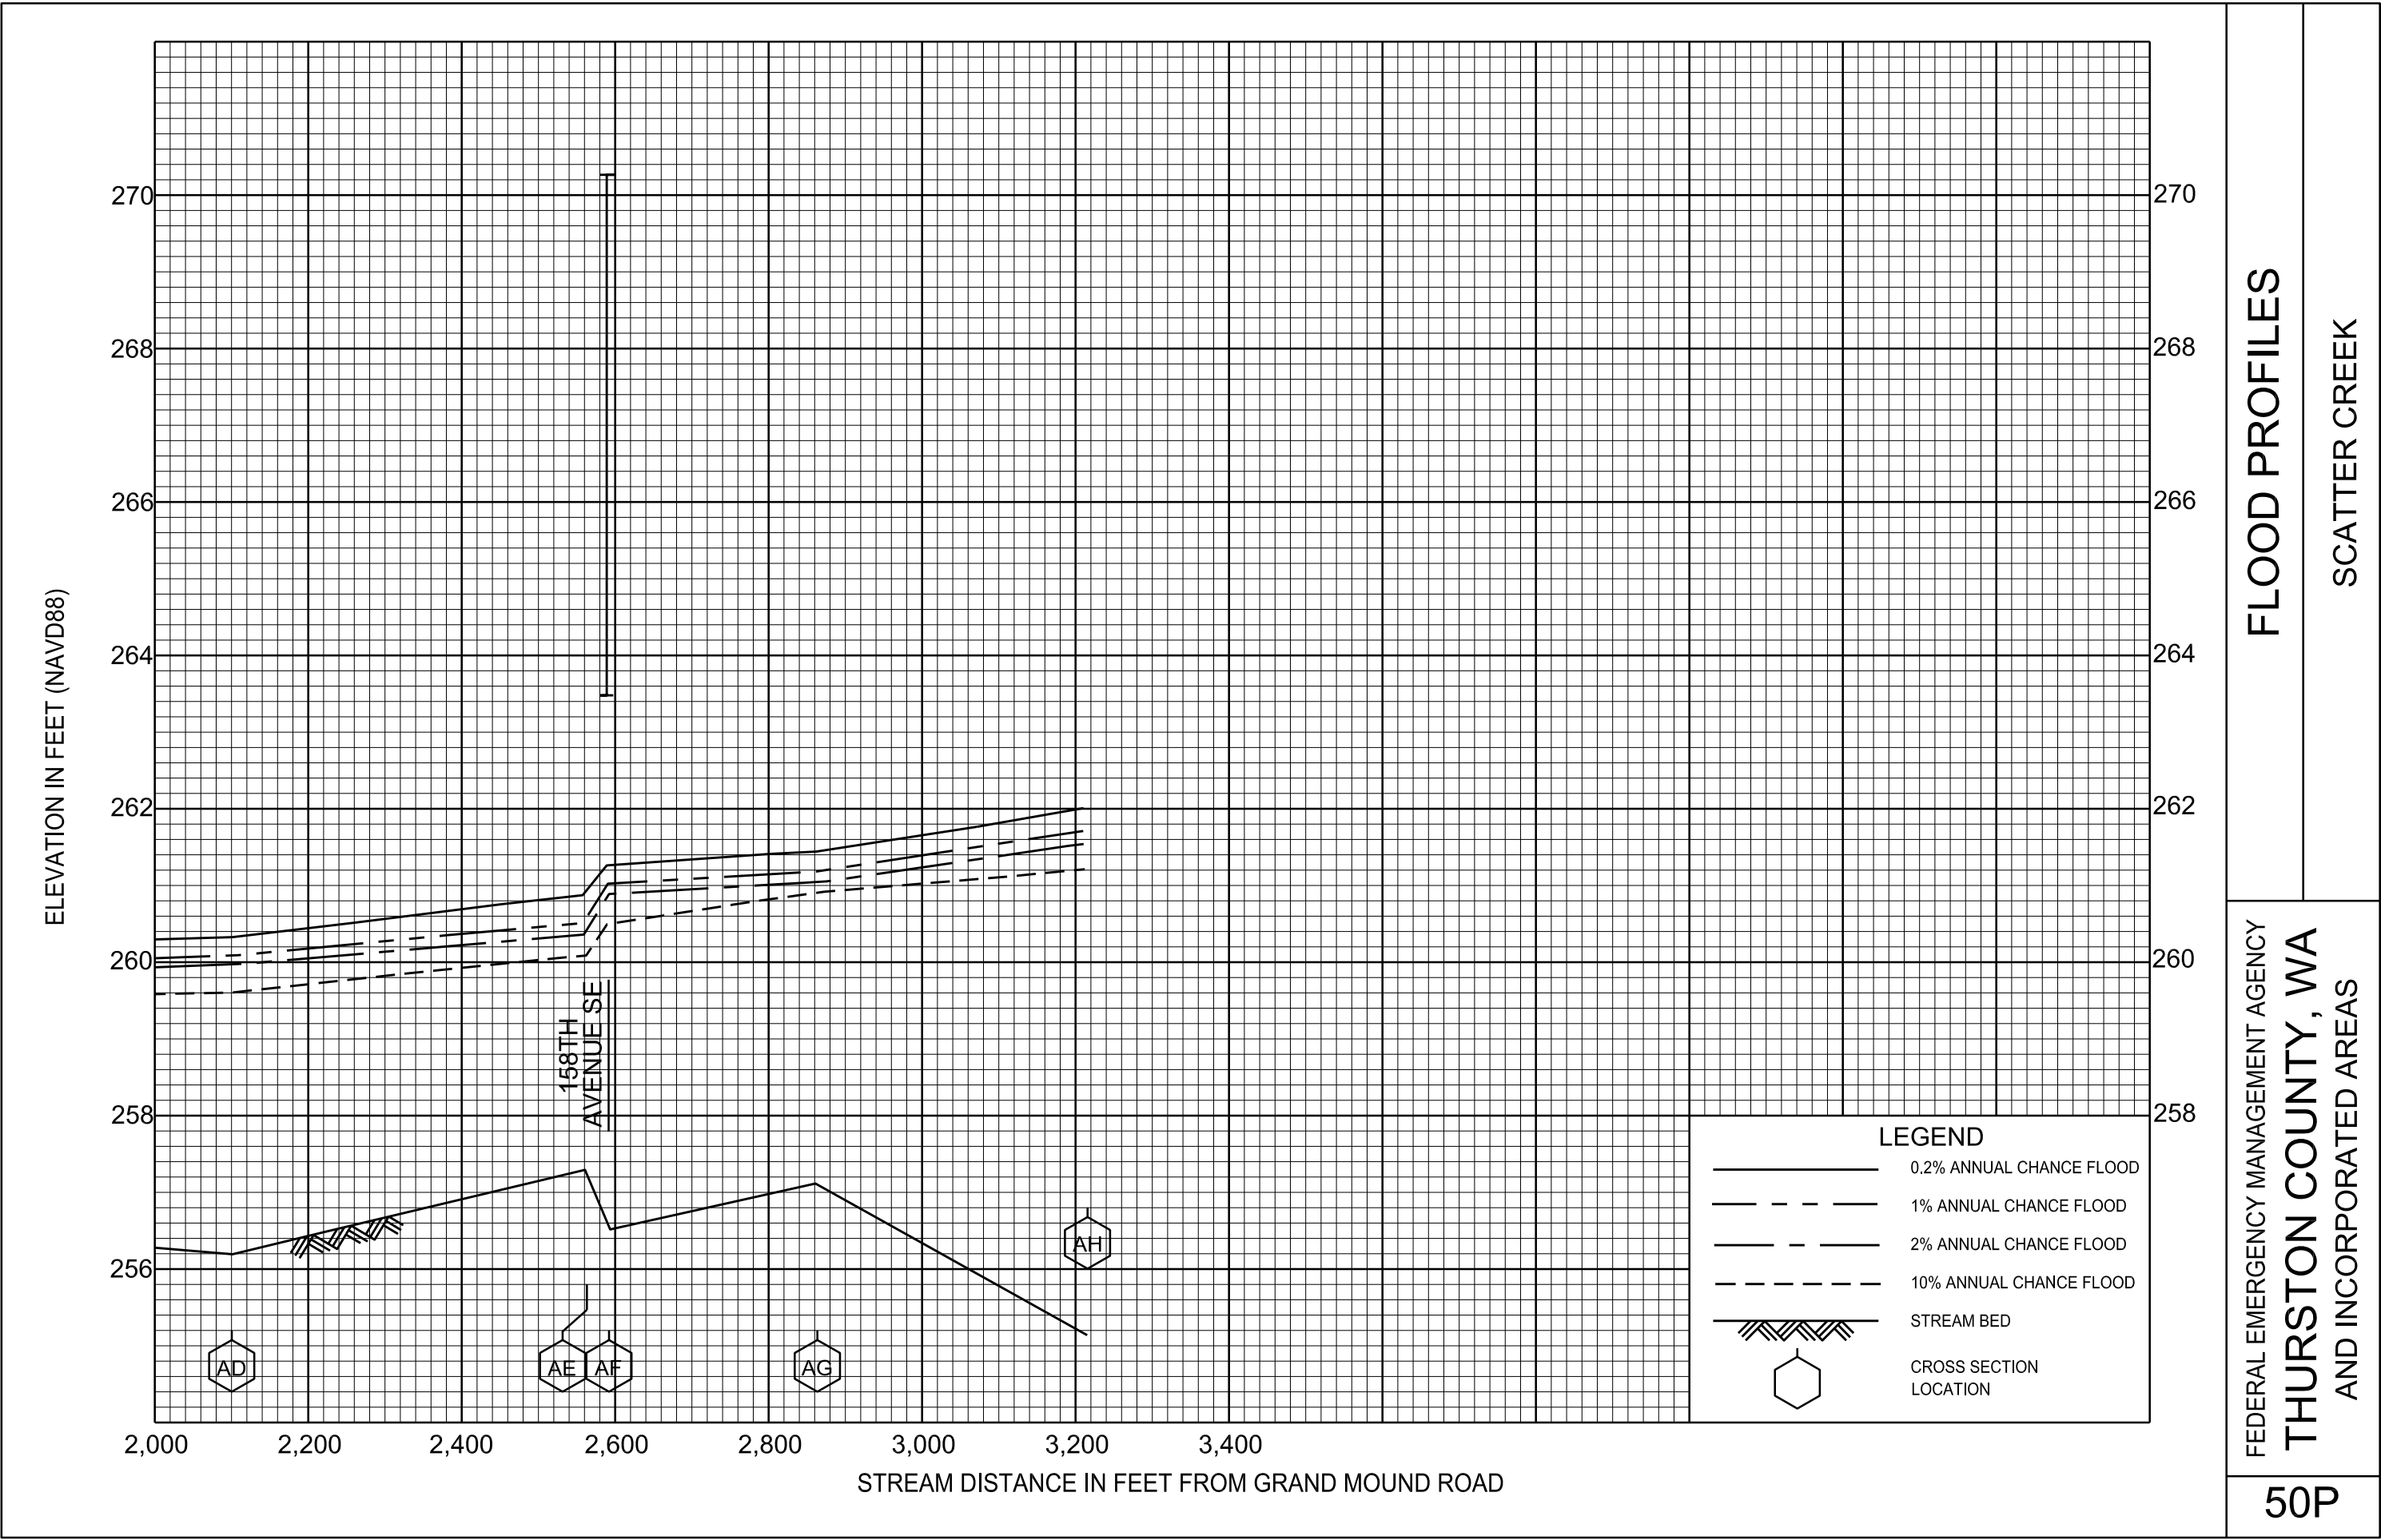 ELEVATION IN FEET (NAVD88)
270
268
266
264
262
260
258
256
270
268
266
264
262
260
258
158TH
AVENUE SE
AD
AE
AF
AG
AH
2,000
2,200
2,400
2,600
2,800
3,000
3,200
3,400
STREAM DISTANCE IN FEET FROM GRAND MOUND ROAD
LEGEND
0.2% ANNUAL CHANCE FLOOD
1% ANNUAL CHANCE FLOOD
2% ANNUAL CHANCE FLOOD
10% ANNUAL CHANCE FLOOD
STREAM BED
CROSS SECTION
LOCATION
FLOOD PROFILES
SCATTER CREEK
FEDERAL EMERGENCY MANAGEMENT AGENCY
THURSTON COUNTY, WA
AND INCORPORATED AREAS
50P